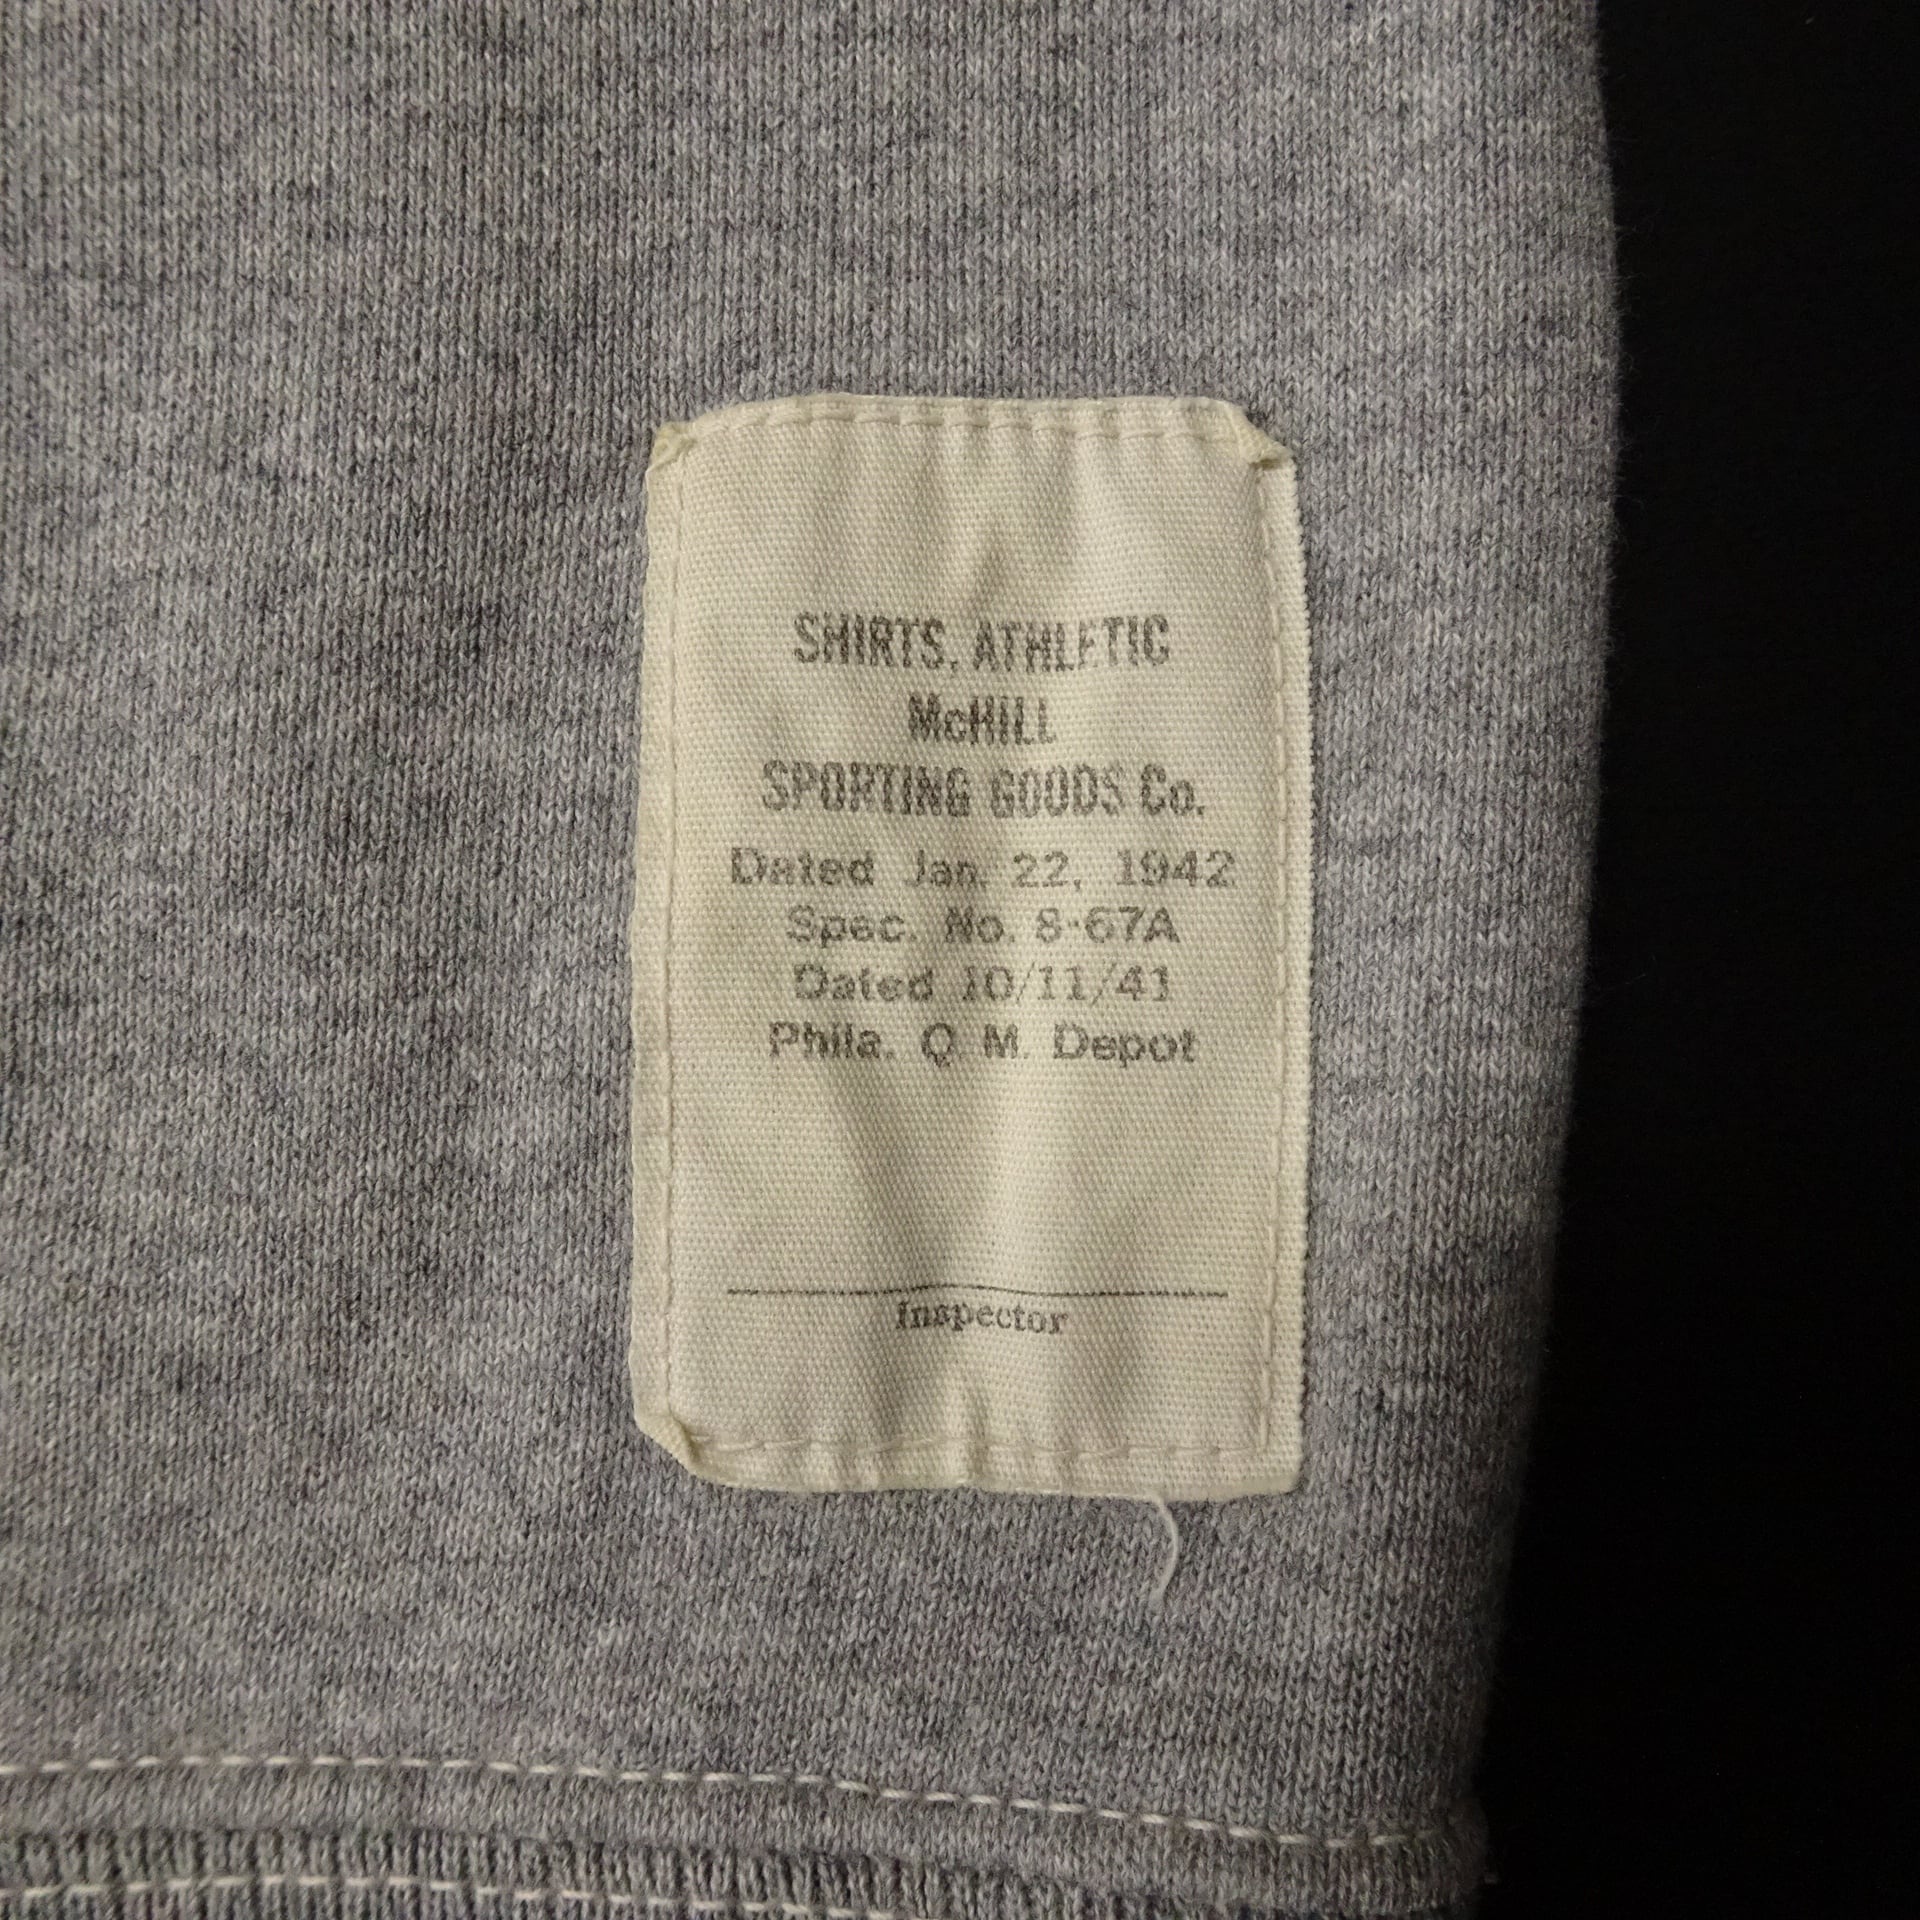 SHIRTS, ATHLETIC
McHILL
SPORTING GOODS Co.
Dated Jan. 22, 1942
Spec. No. 8-67A
Dated 10/11/41
Phila. Q. M. Depot
Inspector